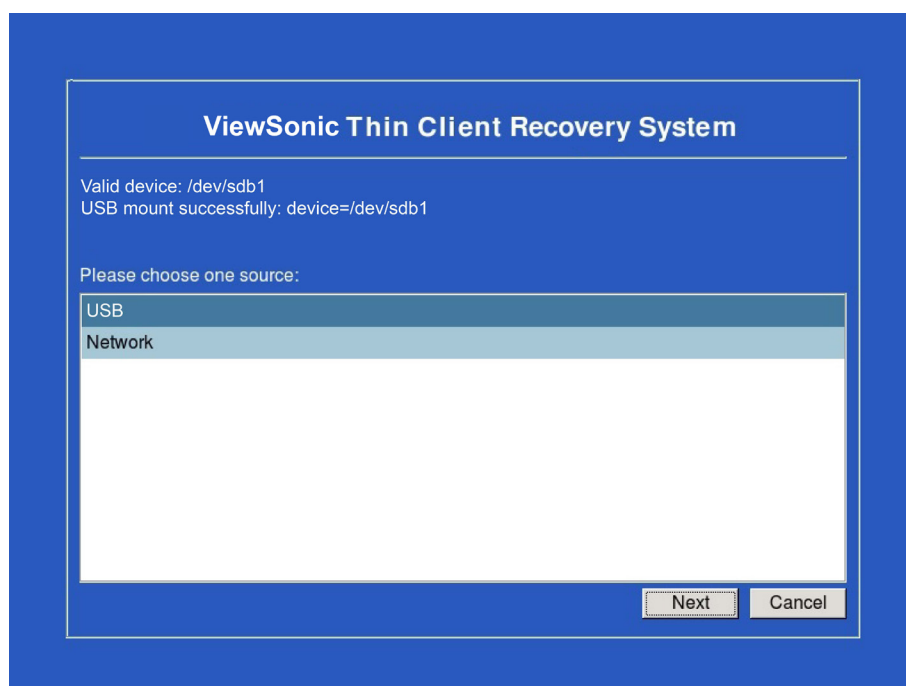 ViewSonic Thin Client Recovery System
Valid device: /dev/sdb1
USB mount successfully: device=/dev/sdb1
Please choose one source:
USB
Network
Next Cancel